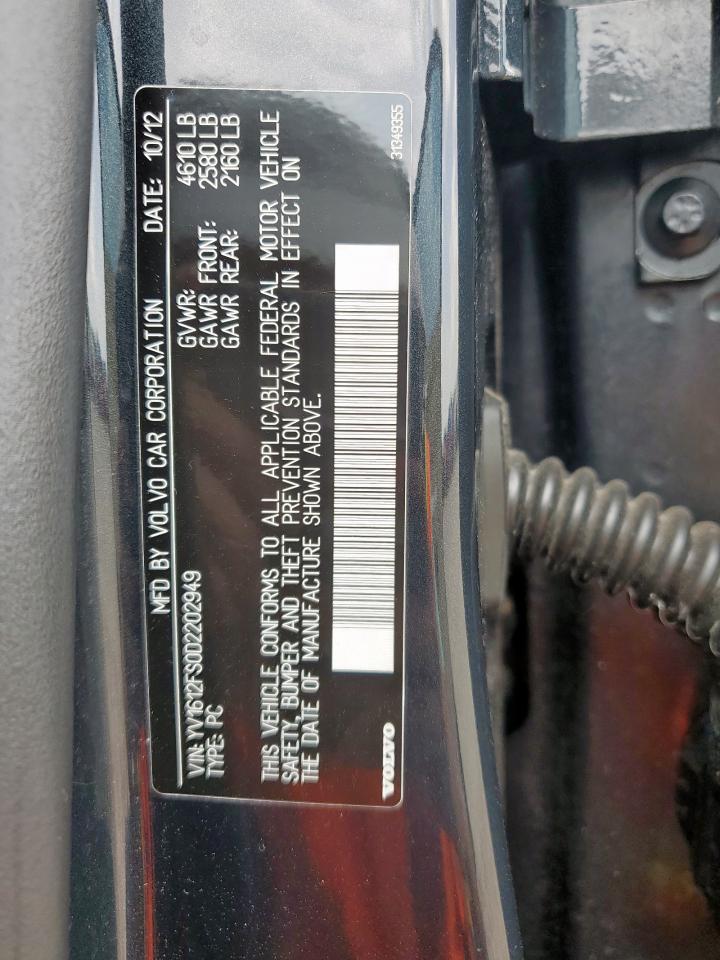 MFD BY VOLVO CAR CORPORATION DATE: 10/12
VIN: YV1612FS0D2202949 GVWR: 4610 LB
TYPE: PC GAWR FRONT: 2580 LB
GAWR REAR: 2160 LB
THIS VEHICLE CONFORMS TO ALL APPLICABLE FEDERAL MOTOR VEHICLE
SAFETY, BUMPER AND THEFT PREVENTION STANDARDS IN EFFECT ON
THE DATE OF MANUFACTURE SHOWN ABOVE.
VOLVO 31349355